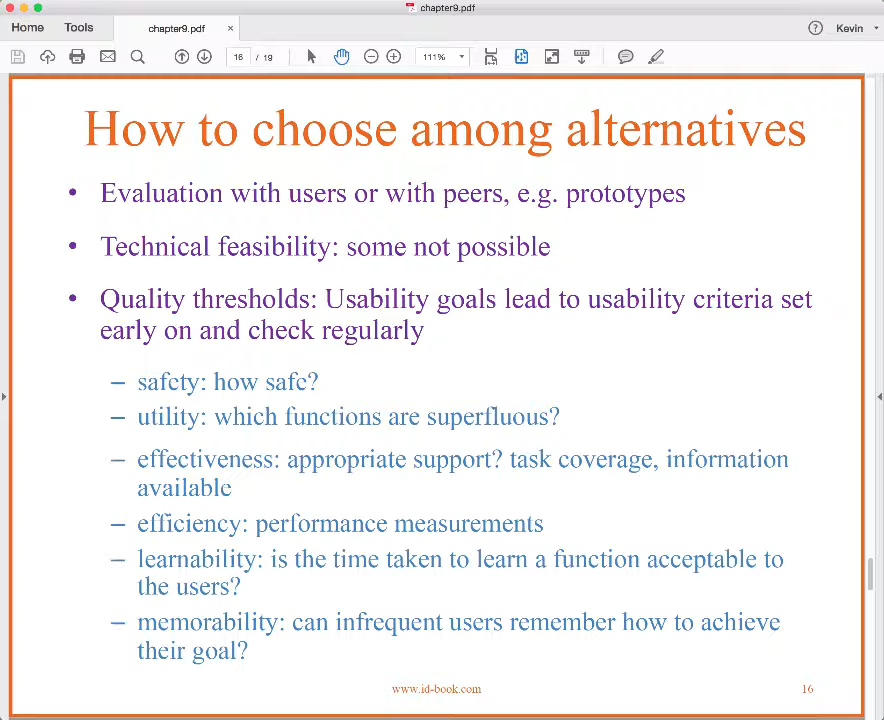 chapter9.pdf
Home Tools chapter9.pdf × ? Kevin
16 / 19 111%
How to choose among alternatives
• Evaluation with users or with peers, e.g. prototypes
• Technical feasibility: some not possible
• Quality thresholds: Usability goals lead to usability criteria set
early on and check regularly
– safety: how safe?
– utility: which functions are superfluous?
– effectiveness: appropriate support? task coverage, information
available
– efficiency: performance measurements
– learnability: is the time taken to learn a function acceptable to
the users?
– memorability: can infrequent users remember how to achieve
their goal?
www.id-book.com 16